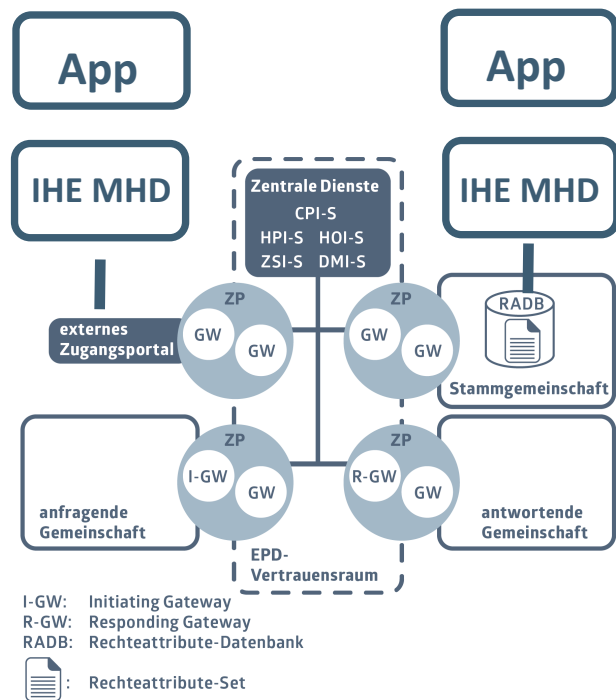 App
App
IHE MHD
IHE MHD
Zentrale Dienste
CPI-S
HPI-S HOI-S
ZSI-S DMI-S
ZP
GW
GW
externes
Zugangsportal
ZP
GW
GW
RADB
Stammgemeinschaft
ZP
I-GW
GW
anfragende
Gemeinschaft
ZP
R-GW
GW
antwortende
Gemeinschaft
EPD-
Vertrauensraum
I-GW: Initiating Gateway
R-GW: Responding Gateway
RADB: Rechteattribute-Datenbank
: Rechteattribute-Set